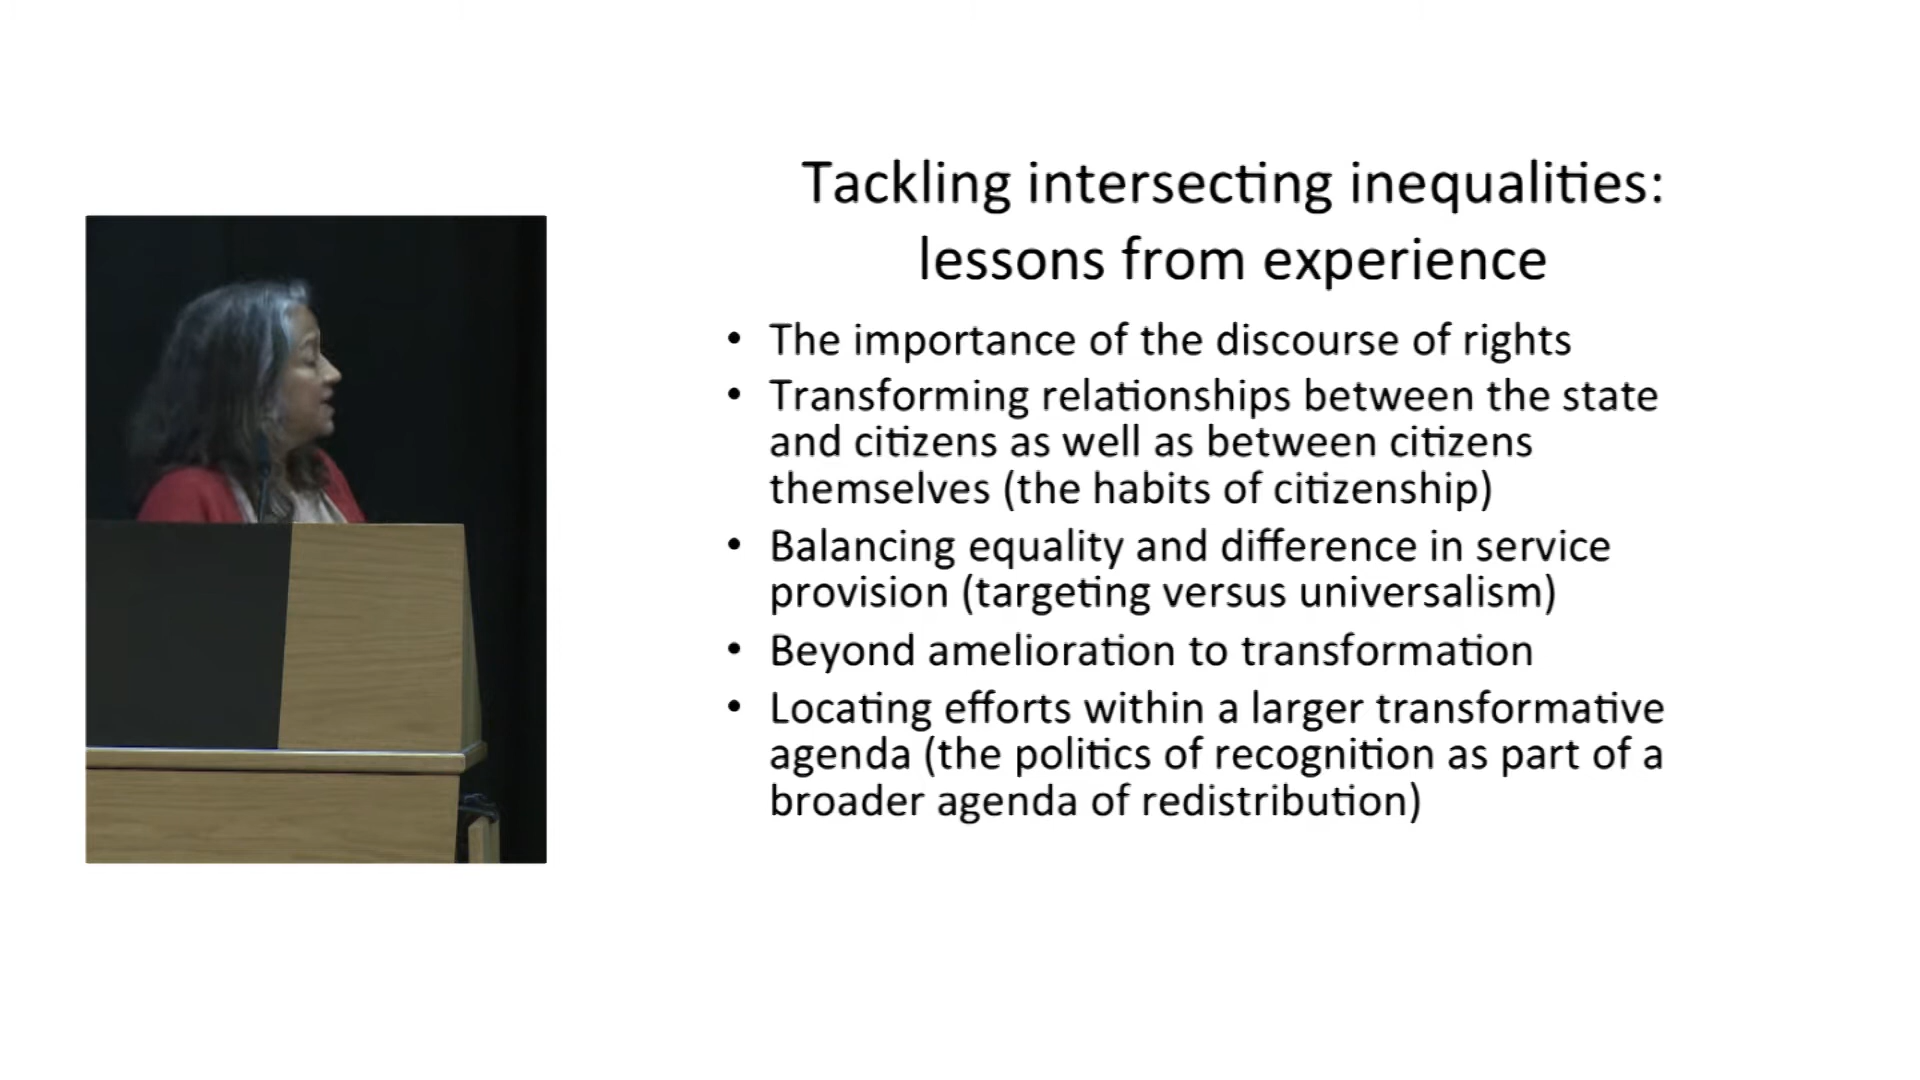 Tackling intersecting inequalities:
lessons from experience
• The importance of the discourse of rights
• Transforming relationships between the state
and citizens as well as between citizens
themselves (the habits of citizenship)
• Balancing equality and difference in service
provision (targeting versus universalism)
• Beyond amelioration to transformation
• Locating efforts within a larger transformative
agenda (the politics of recognition as part of a
broader agenda of redistribution)